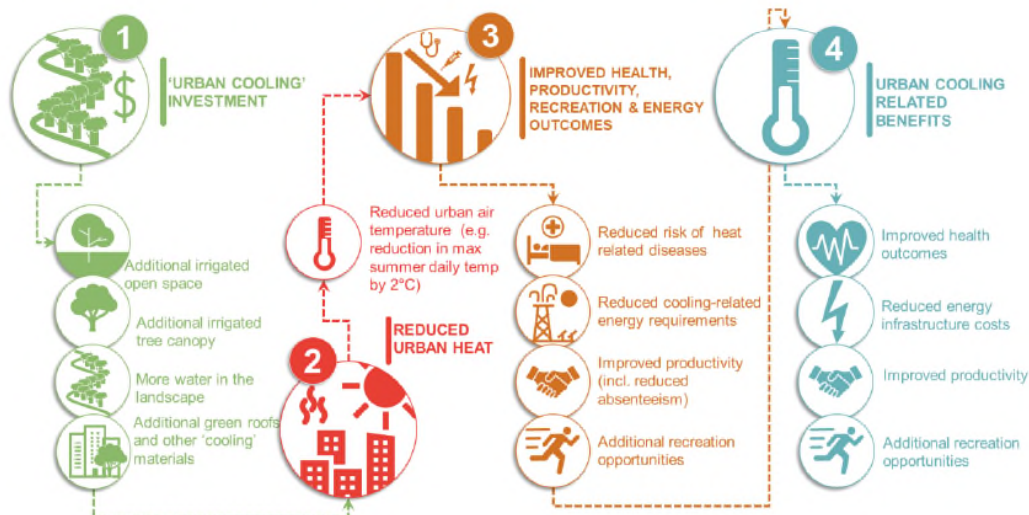 1
‘URBAN COOLING’
INVESTMENT
$
Additional irrigated
open space
Additional irrigated
tree canopy
More water in the
landscape
Additional green roofs
and other ‘cooling’
materials
2
REDUCED
URBAN HEAT
Reduced urban air
temperature (e.g.
reduction in max
summer daily temp
by 2°C)
3
IMPROVED HEALTH,
PRODUCTIVITY,
RECREATION & ENERGY
OUTCOMES
Reduced risk of heat
related diseases
Reduced cooling-related
energy requirements
Improved productivity
(incl. reduced
absenteeism)
Additional recreation
opportunities
4
URBAN COOLING
RELATED
BENEFITS
Improved health
outcomes
Reduced energy
infrastructure costs
Improved productivity
Additional recreation
opportunities